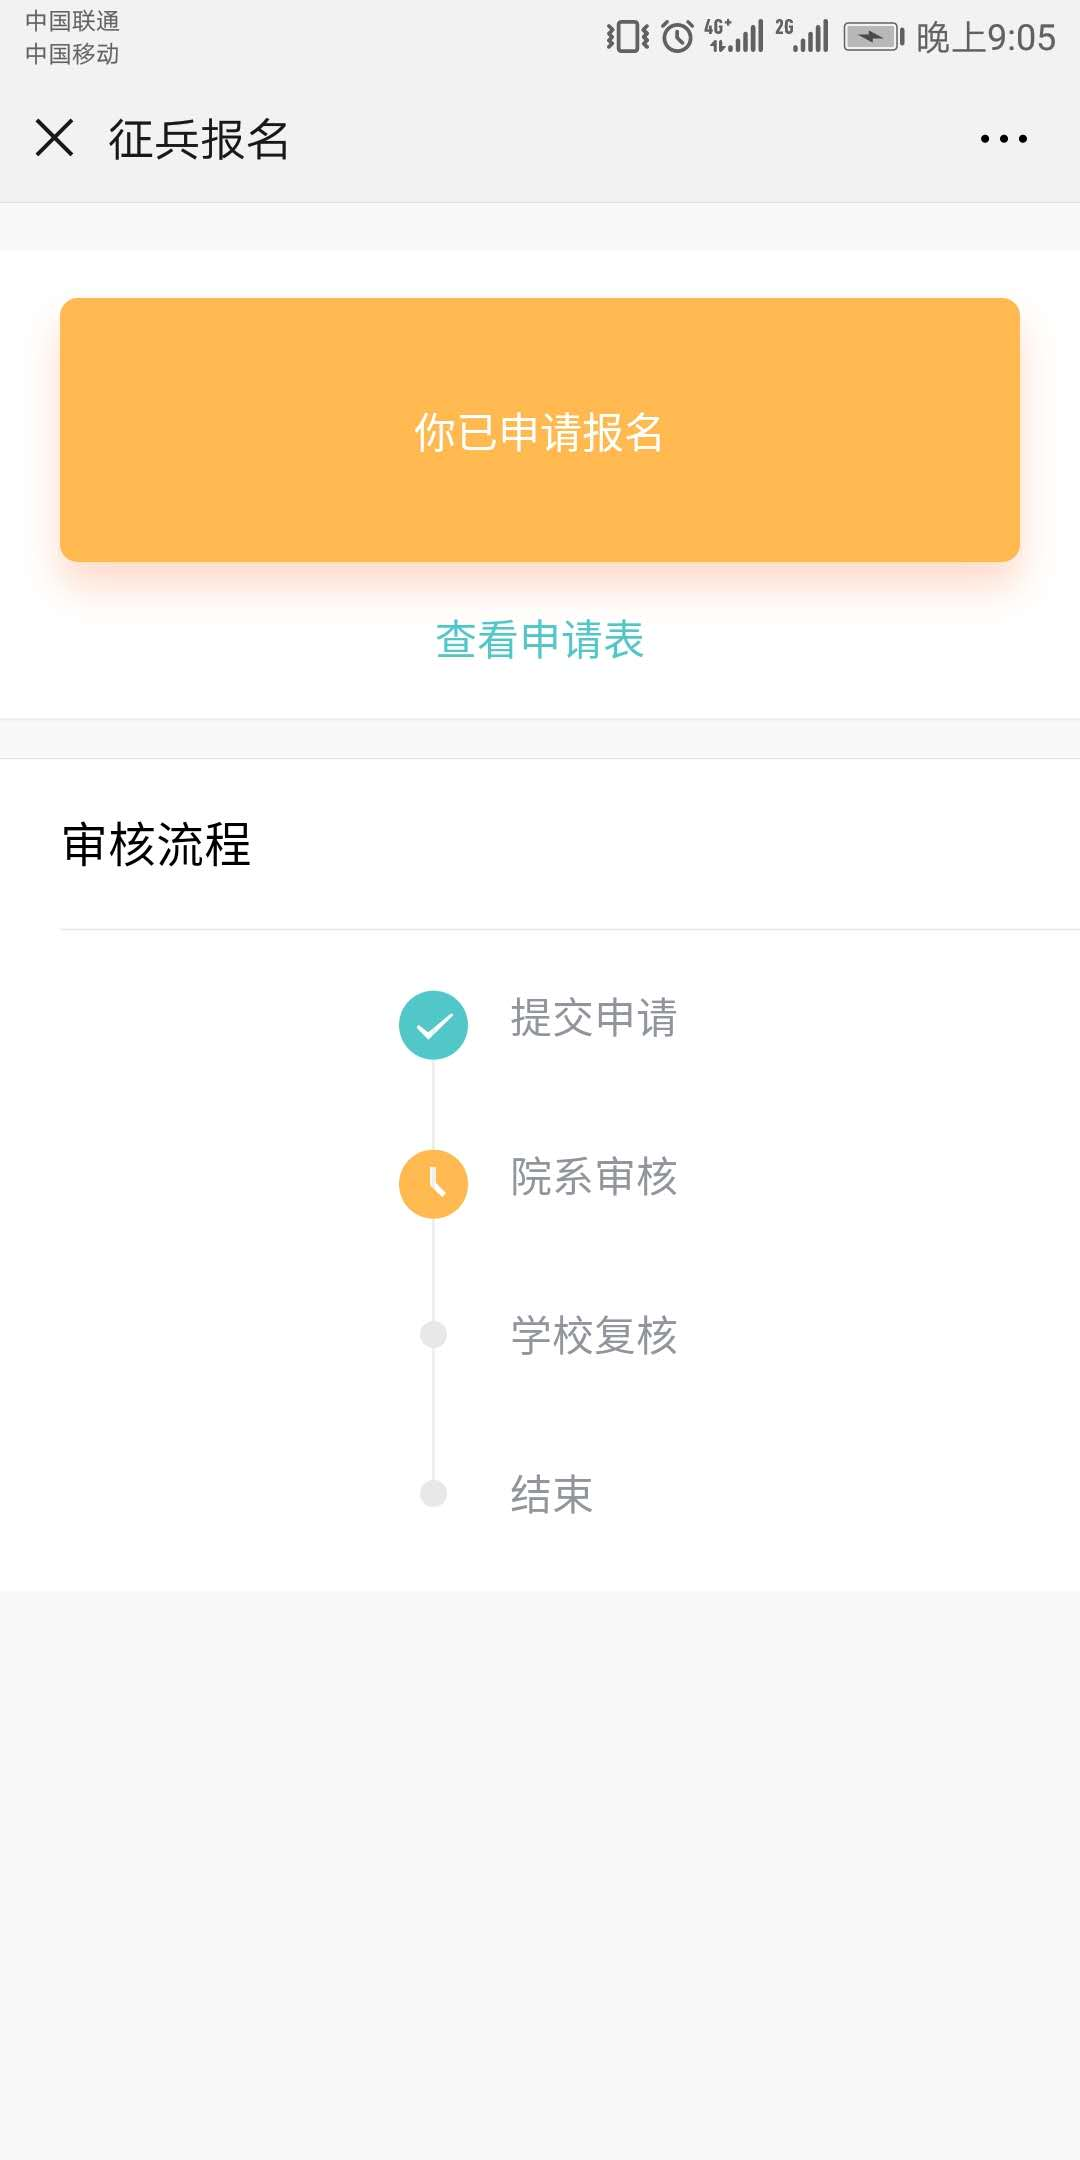 中国联通
中国移动
4G+ 2G 晚上9:05
征兵报名
你已申请报名
查看申请表
审核流程
提交申请
院系审核
学校复核
结束